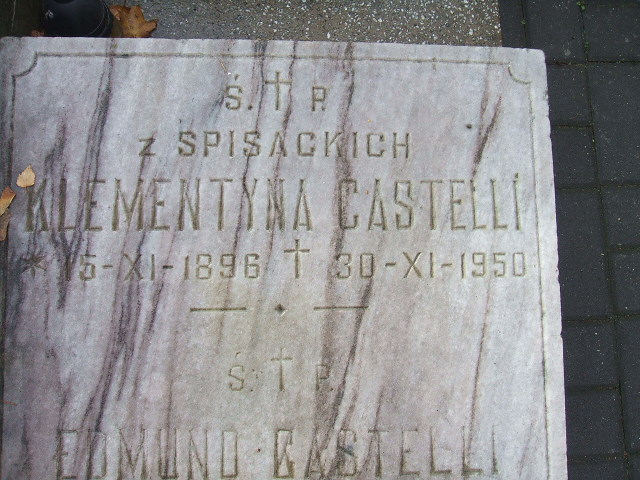 Ś. † P.
z SPISACKICH
KLEMENTYNA CASTELLI
* 15-XI-1896 † 30-XI-1950
Ś. † P.
EDMUND CASTELLI